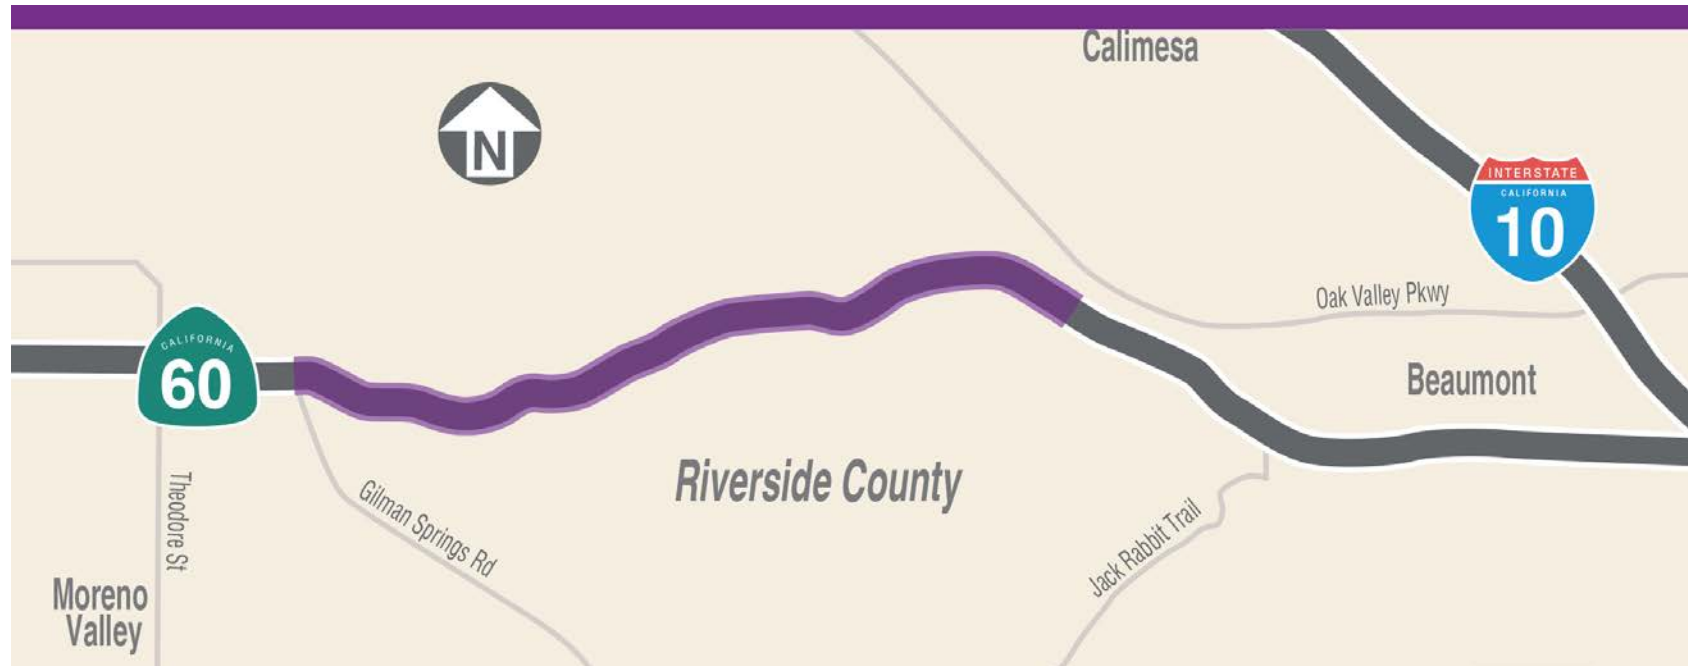 Calimesa
N
INTERSTATE
CALIFORNIA
10
Oak Valley Pkwy
CALIFORNIA
60
Beaumont
Riverside County
Theodore St
Gilman Springs Rd
Jack Rabbit Trail
Moreno
Valley